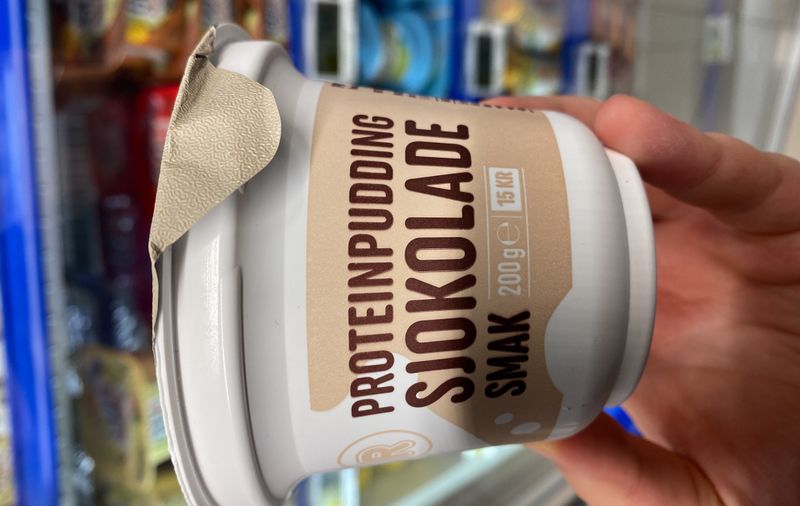 PROTEINPUDDING
SJOKOLADE
SMAK 200g e 15 KR
R